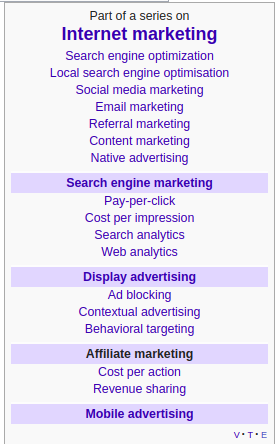 Part of a series on
Internet marketing
Search engine optimization
Local search engine optimisation
Social media marketing
Email marketing
Referral marketing
Content marketing
Native advertising
Search engine marketing
Pay-per-click
Cost per impression
Search analytics
Web analytics
Display advertising
Ad blocking
Contextual advertising
Behavioral targeting
Affiliate marketing
Cost per action
Revenue sharing
Mobile advertising
V · T · E